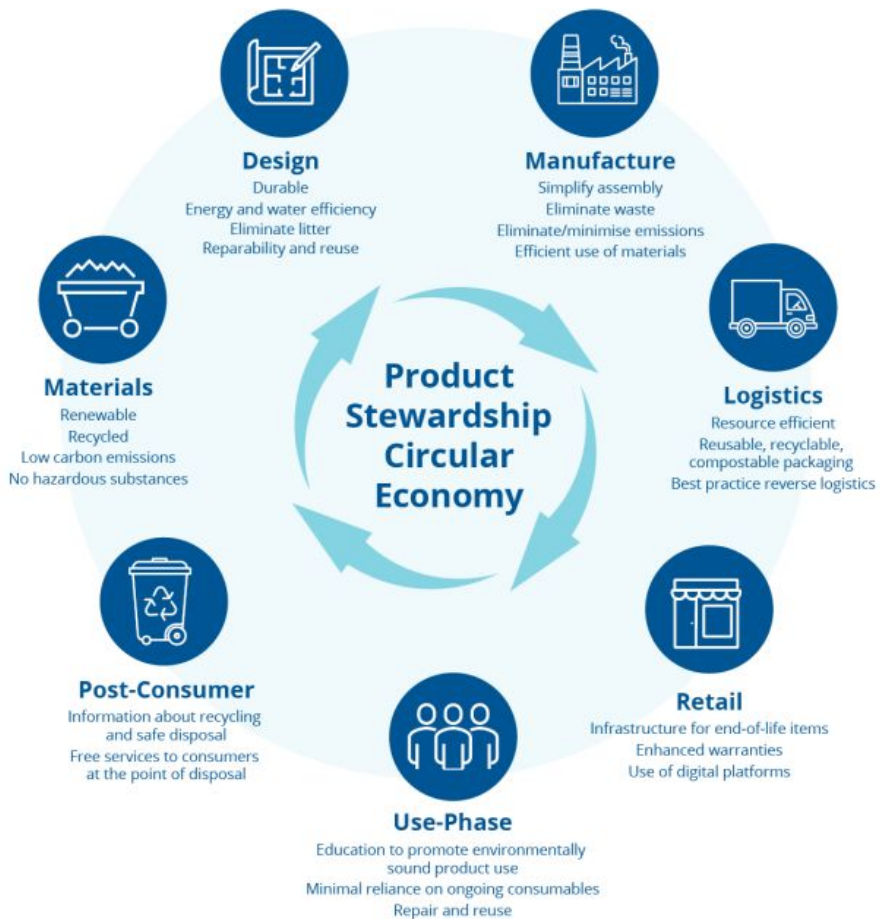 Design
Durable
Energy and water efficiency
Eliminate litter
Reparability and reuse
Manufacture
Simplify assembly
Eliminate waste
Eliminate/minimise emissions
Efficient use of materials
Logistics
Resource efficient
Reusable, recyclable,
compostable packaging
Best practice reverse logistics
Retail
Infrastructure for end-of-life items
Enhanced warranties
Use of digital platforms
Use-Phase
Education to promote environmentally
sound product use
Minimal reliance on ongoing consumables
Repair and reuse
Post-Consumer
Information about recycling
and safe disposal
Free services to consumers
at the point of disposal
Materials
Renewable
Recycled
Low carbon emissions
No hazardous substances
Product
Stewardship
Circular
Economy